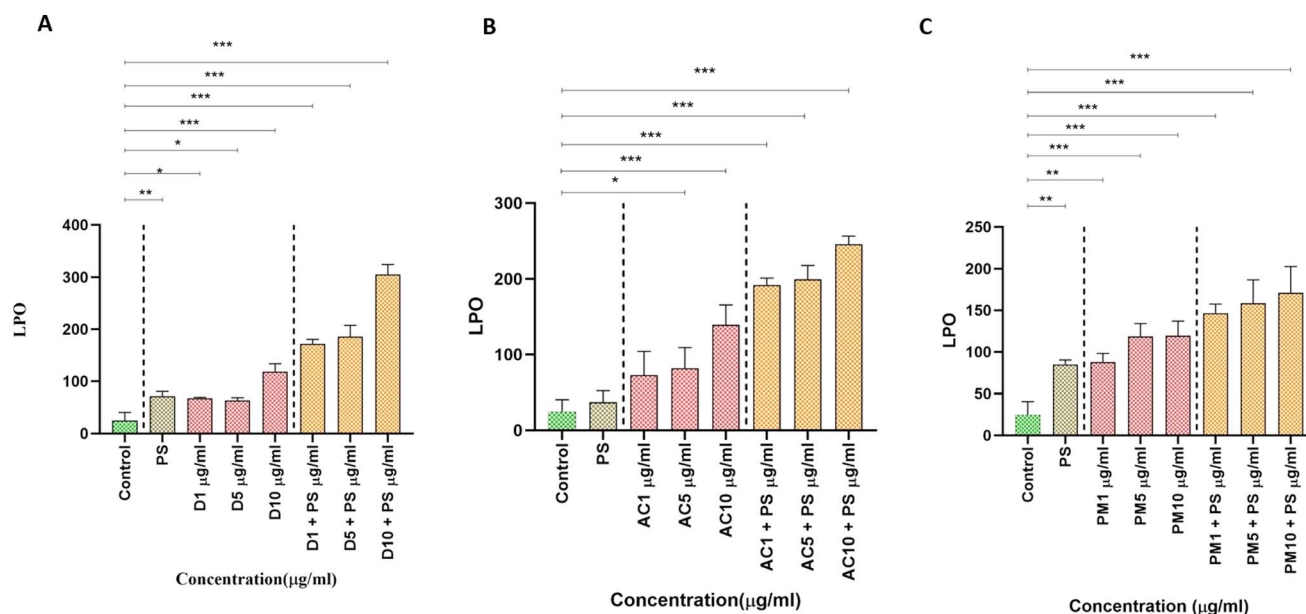 A
***
***
***
***
*
*
**
400
300
200
100
0
LPO
Control
PS
D1 μg/ml
D5 μg/ml
D10 μg/ml
D1 + PS μg/ml
D5 + PS μg/ml
D10 + PS μg/ml
Concentration(μg/ml)
B
***
***
***
***
*
300
200
100
0
LPO
Control
PS
AC1 μg/ml
AC5 μg/ml
AC10 μg/ml
AC1 + PS μg/ml
AC5 + PS μg/ml
AC10 + PS μg/ml
Concentration(μg/ml)
C
***
***
***
***
***
**
**
250
200
150
100
50
0
LPO
Control
PS
PM1 μg/ml
PM5 μg/ml
PM10 μg/ml
PM1 + PS μg/ml
PM5 + PS μg/ml
PM10 + PS μg/ml
Concentration (μg/ml)